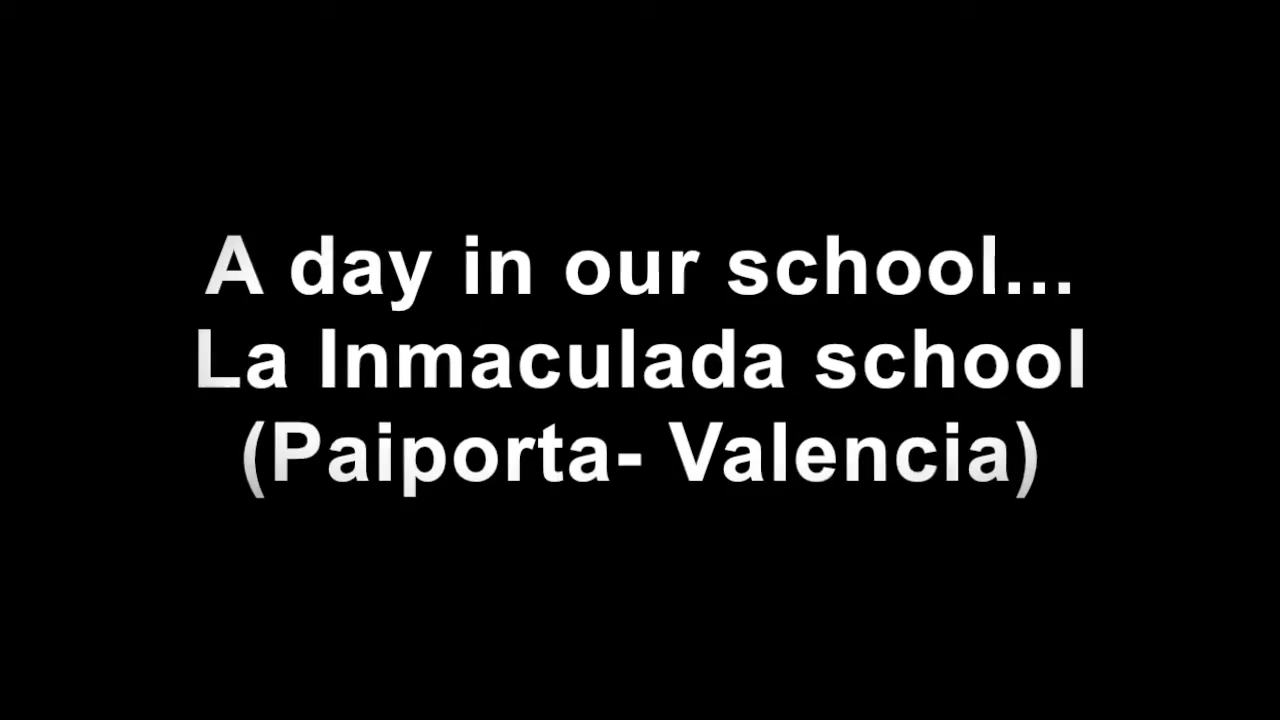 A day in our school...
La Inmaculada school
(Paiporta- Valencia)